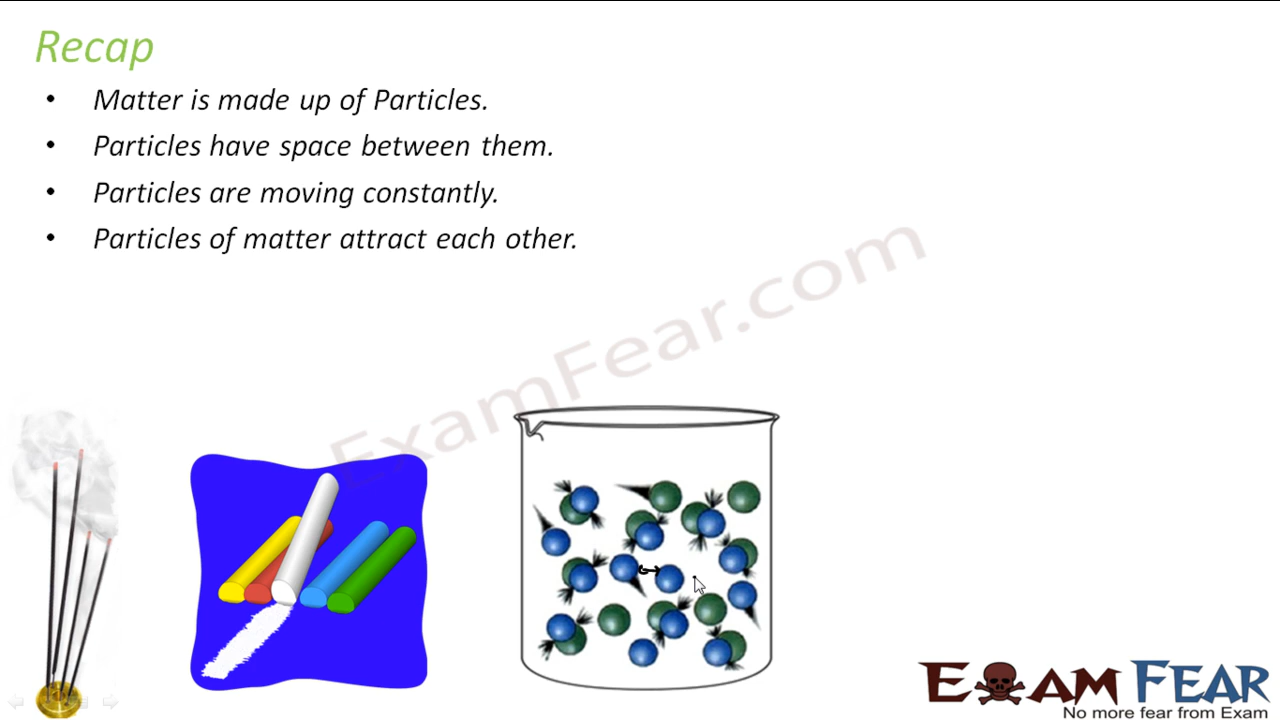 Recap
• Matter is made up of Particles.
• Particles have space between them.
• Particles are moving constantly.
• Particles of matter attract each other.
ExamFear.com
EXAM FEAR
No more fear from Exam